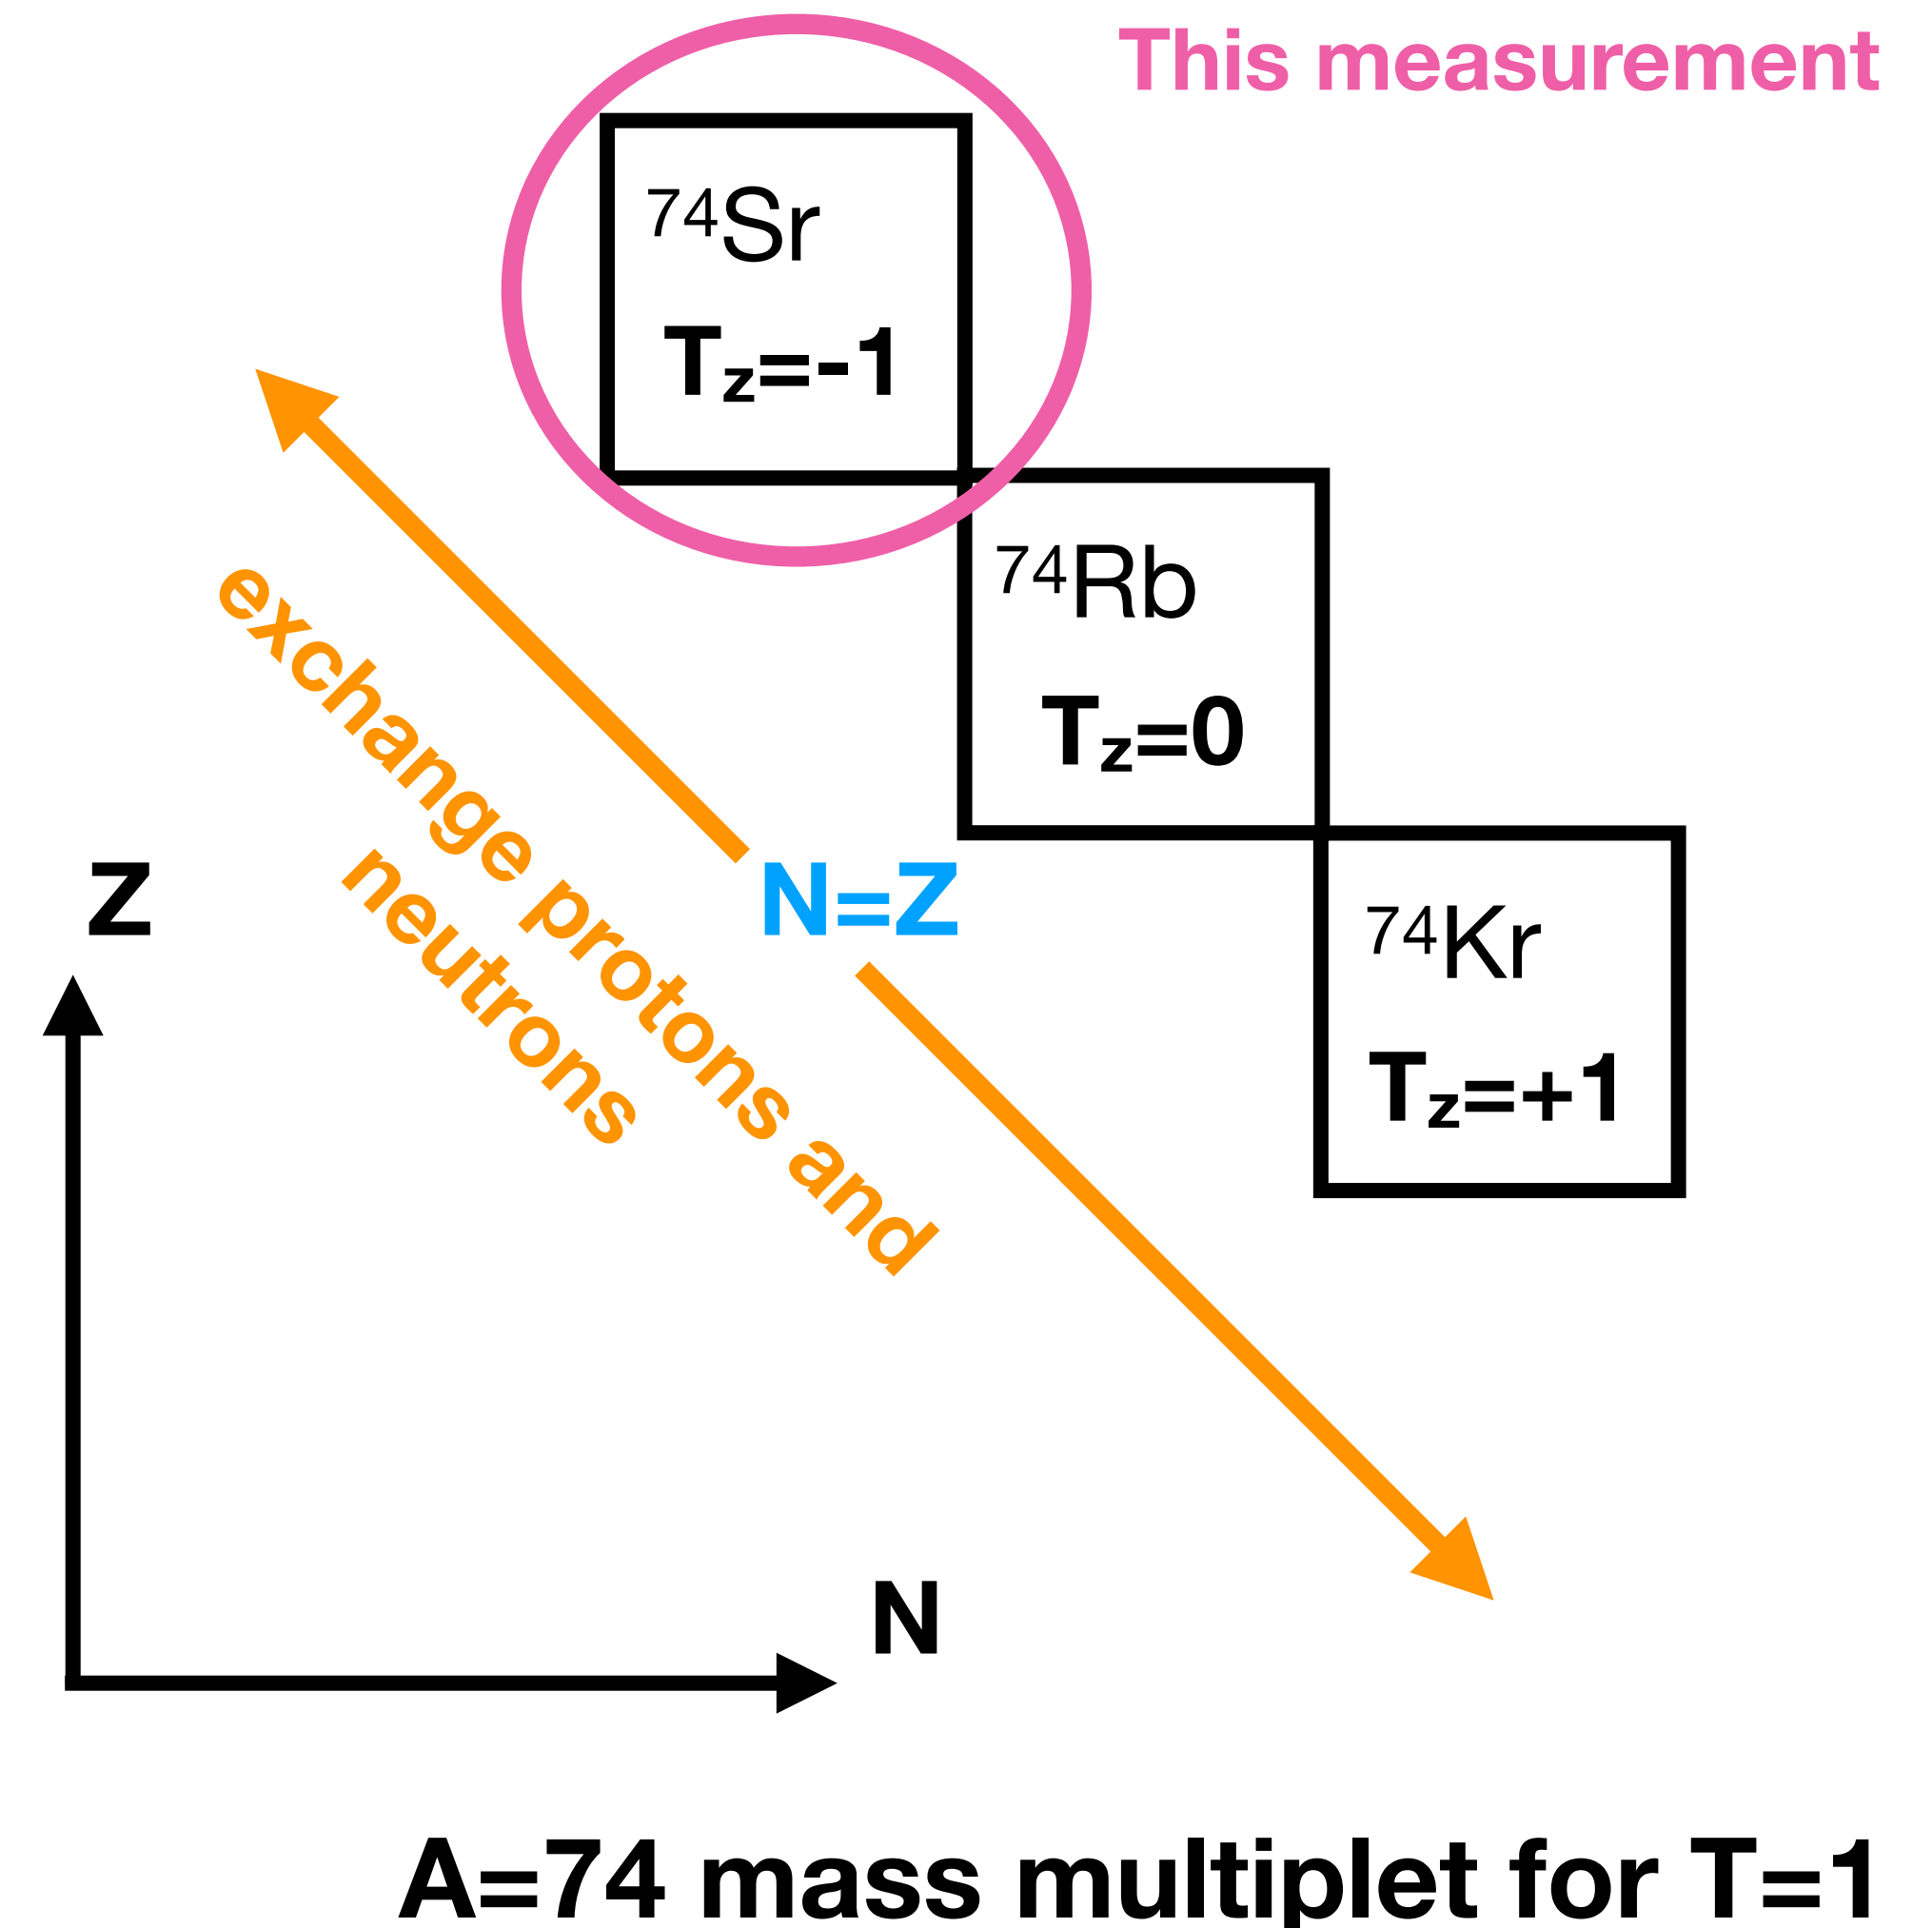 This measurement
⁷⁴Sr
Tz=-1
⁷⁴Rb
Tz=0
⁷⁴Kr
Tz=+1
exchange protons and
neutrons
N=Z
Z
N
A=74 mass multiplet for T=1